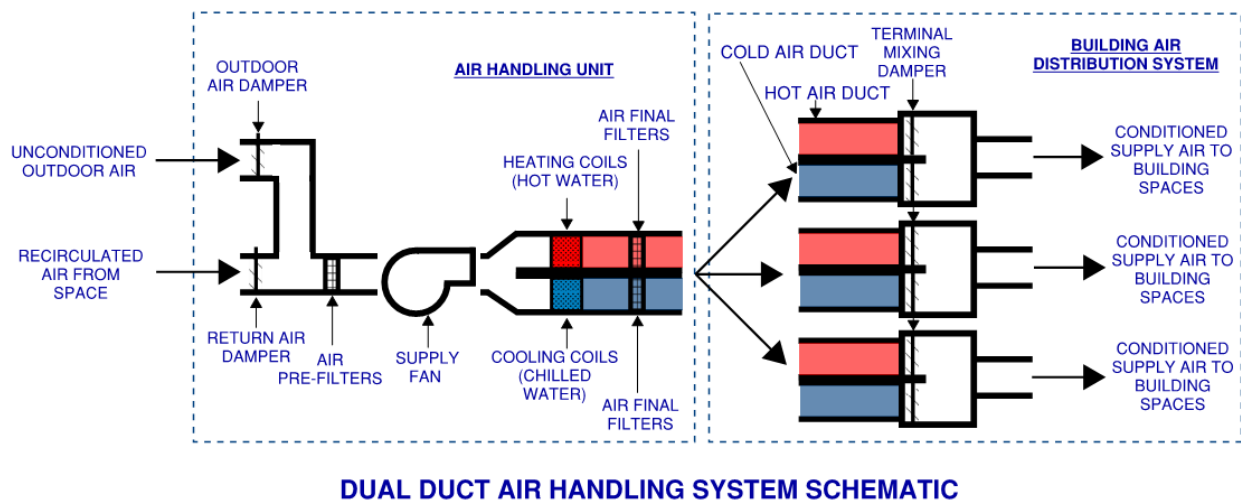 OUTDOOR
AIR DAMPER
AIR HANDLING UNIT
UNCONDITIONED
OUTDOOR AIR
RECIRCULATED
AIR FROM
SPACE
RETURN AIR
DAMPER
AIR
PRE-FILTERS
SUPPLY
FAN
HEATING COILS
(HOT WATER)
AIR FINAL
FILTERS
COOLING COILS
(CHILLED
WATER)
AIR FINAL
FILTERS
COLD AIR DUCT
HOT AIR DUCT
TERMINAL
MIXING
DAMPER
BUILDING AIR
DISTRIBUTION SYSTEM
CONDITIONED
SUPPLY AIR TO
BUILDING
SPACES
CONDITIONED
SUPPLY AIR TO
BUILDING
SPACES
CONDITIONED
SUPPLY AIR TO
BUILDING
SPACES
DUAL DUCT AIR HANDLING SYSTEM SCHEMATIC